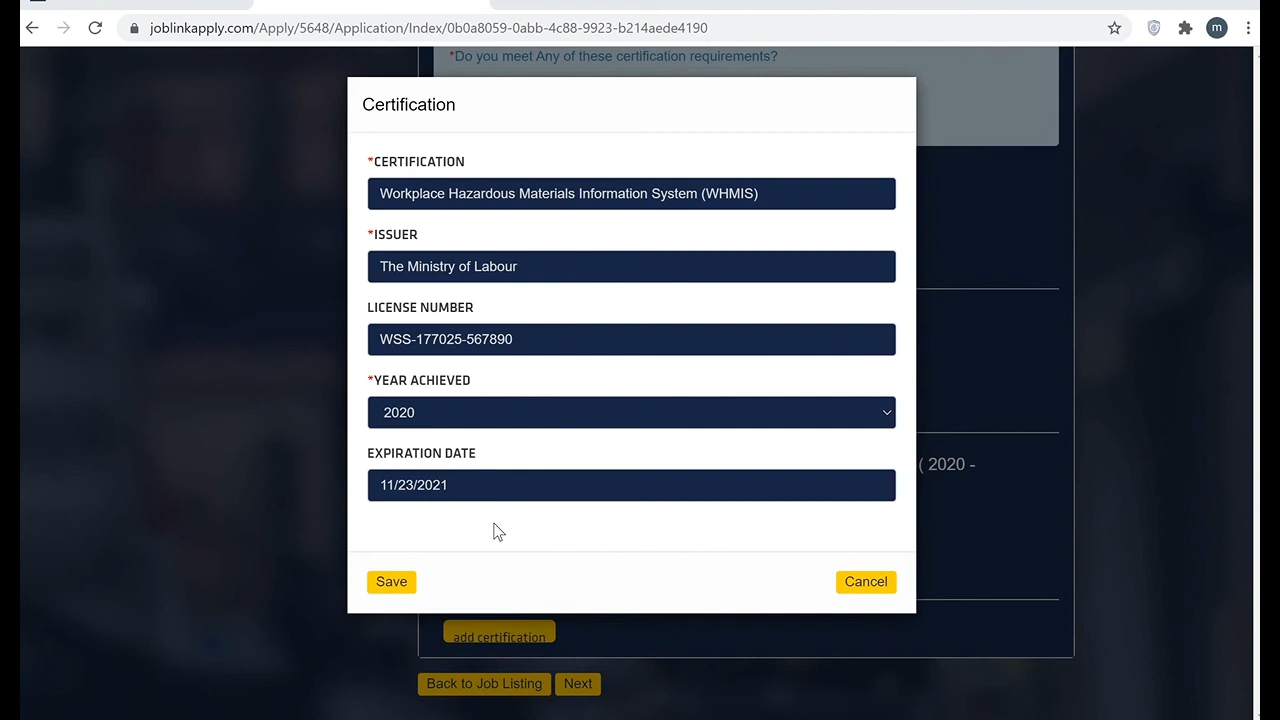 joblinkapply.com/Apply/5648/Application/Index/0b0a8059-0abb-4c88-9923-b214aede4190
m
*Do you meet Any of these certification requirements?
Certification
*CERTIFICATION
Workplace Hazardous Materials Information System (WHMIS)
*ISSUER
The Ministry of Labour
LICENSE NUMBER
WSS-177025-567890
*YEAR ACHIEVED
2020
EXPIRATION DATE
( 2020 -
11/23/2021
Save
Cancel
add certification
Back to Job Listing
Next